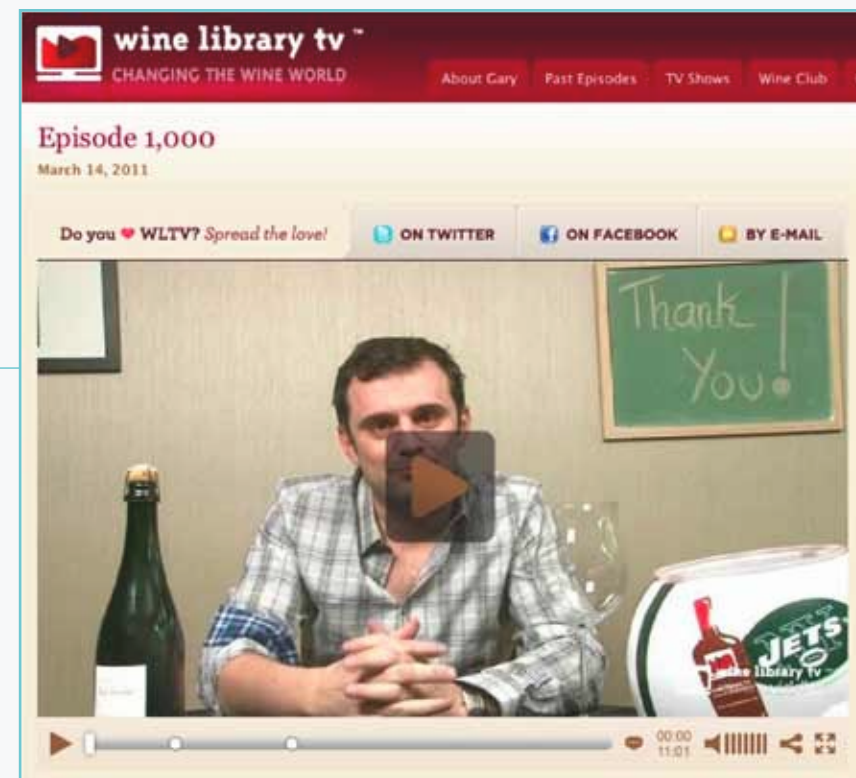 wine library tv ™
CHANGING THE WINE WORLD
About Gary Past Episodes TV Shows Wine Club
Episode 1,000
March 14, 2011
Do you ❤ WLTV? Spread the love!
ON TWITTER
ON FACEBOOK
BY E-MAIL
Thank
You!
JETS
wine library tv
00:00
11:01